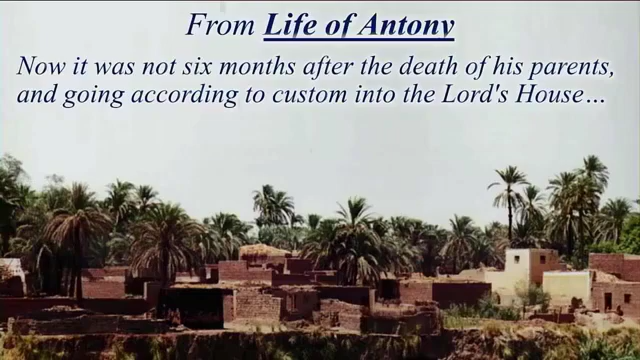 From Life of Antony
Now it was not six months after the death of his parents,
and going according to custom into the Lord's House…